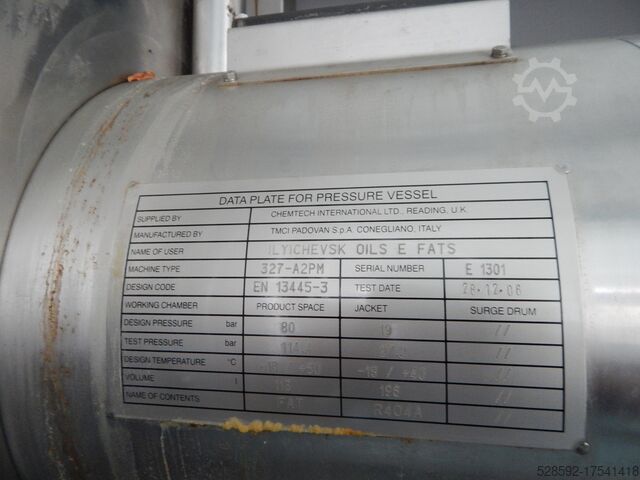 DATA PLATE FOR PRESSURE VESSEL
SUPPLIED BY CHEMTECH INTERNATIONAL LTD., READING, U.K.
MANUFACTURED BY TMCI PADOVAN S.p.A. CONEGLIANO, ITALY
NAME OF USER ILYICHEVSK OILS E FATS
MACHINE TYPE 327-A2PM SERIAL NUMBER E 1301
DESIGN CODE EN 13445-3 TEST DATE 28.12.06
WORKING CHAMBER PRODUCT SPACE JACKET SURGE DRUM
DESIGN PRESSURE bar 80 19 //
TEST PRESSURE bar //
DESIGN TEMPERATURE °C -18 / +40 //
VOLUME l 196 //
NAME OF CONTENTS FAT R404A //
528592-17541418